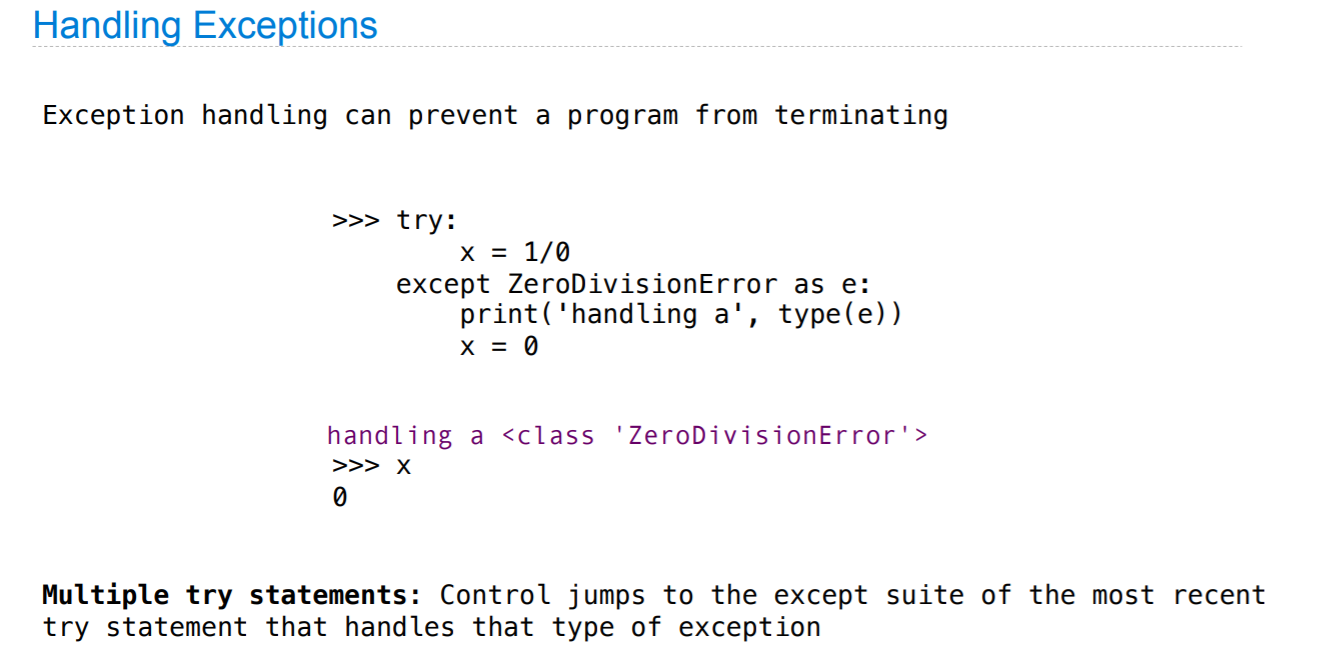 Handling Exceptions
Exception handling can prevent a program from terminating
>>> try:
        x = 1/0
    except ZeroDivisionError as e:
        print('handling a', type(e))
        x = 0
handling a <class 'ZeroDivisionError'>
>>> x
0
Multiple try statements: Control jumps to the except suite of the most recent
try statement that handles that type of exception